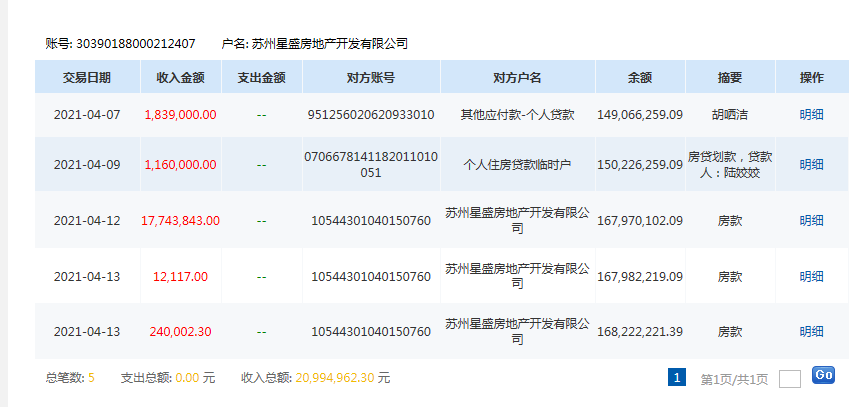 账号: 30390188000212407 户名: 苏州星盛房地产开发有限公司
交易日期 收入金额 支出金额 对方账号 对方户名 余额 摘要 操作
2021-04-07 1,839,000.00 -- 951256020620933010 其他应付款-个人贷款 149,066,259.09 胡哂洁 明细
2021-04-09 1,160,000.00 -- 0706678141182011010 个人住房贷款临时户 150,226,259.09 房贷划款，贷款 明细
051 人：陆姣姣
2021-04-12 17,743,843.00 -- 10544301040150760 苏州星盛房地产开发有限公 167,970,102.09 房款 明细
司
2021-04-13 12,117.00 -- 10544301040150760 苏州星盛房地产开发有限公 167,982,219.09 房款 明细
司
2021-04-13 240,002.30 -- 10544301040150760 苏州星盛房地产开发有限公 168,222,221.39 房款 明细
司
总笔数: 5 支出总额: 0.00 元 收入总额: 20,994,962.30 元 1 第1页/共1页 Go